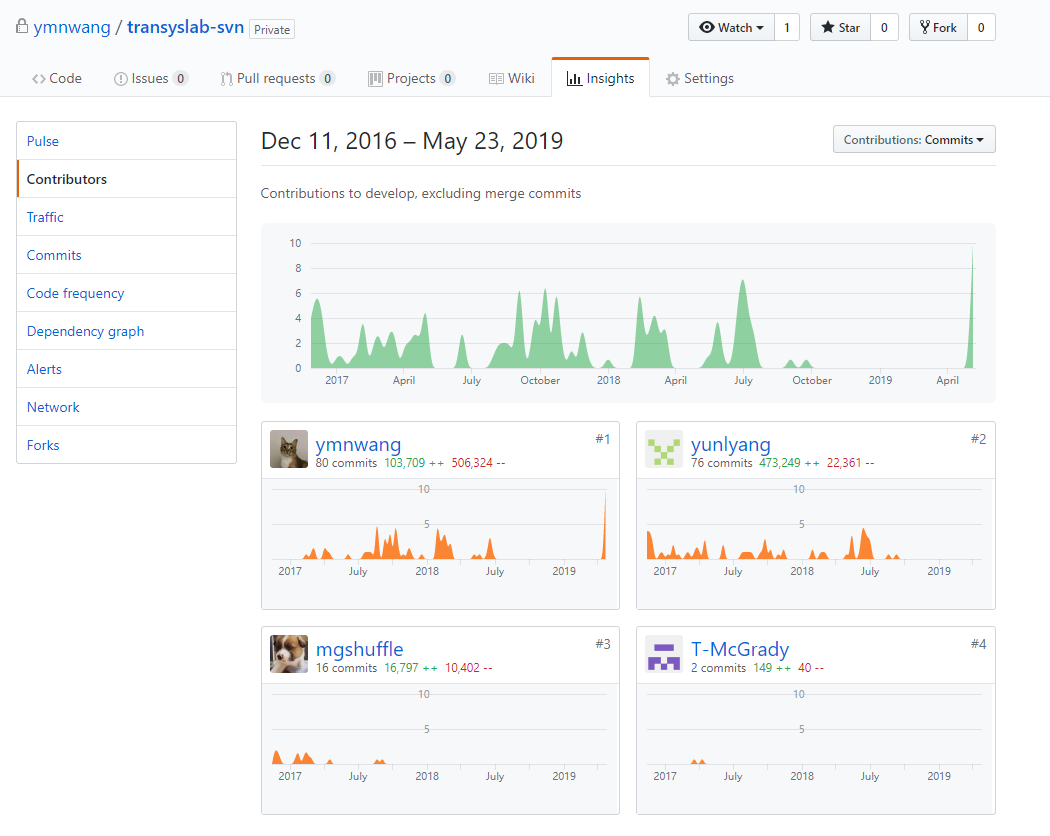 ymnwang / transyslab-svn Private
Watch 1 Star 0 Fork 0
Code Issues 0 Pull requests 0 Projects 0 Wiki Insights Settings
Pulse
Contributors
Traffic
Commits
Code frequency
Dependency graph
Alerts
Network
Forks
Dec 11, 2016 – May 23, 2019
Contributions: Commits
Contributions to develop, excluding merge commits
10
8
6
4
2
0
2017 April July October 2018 April July October 2019 April
ymnwang #1
80 commits 103,709 ++ 506,324 --
10
5
2017 July 2018 July 2019
yunlyang #2
76 commits 473,249 ++ 22,361 --
10
5
2017 July 2018 July 2019
mgshuffle #3
16 commits 16,797 ++ 10,402 --
10
5
2017 July 2018 July 2019
T-McGrady #4
2 commits 149 ++ 40 --
10
5
2017 July 2018 July 2019